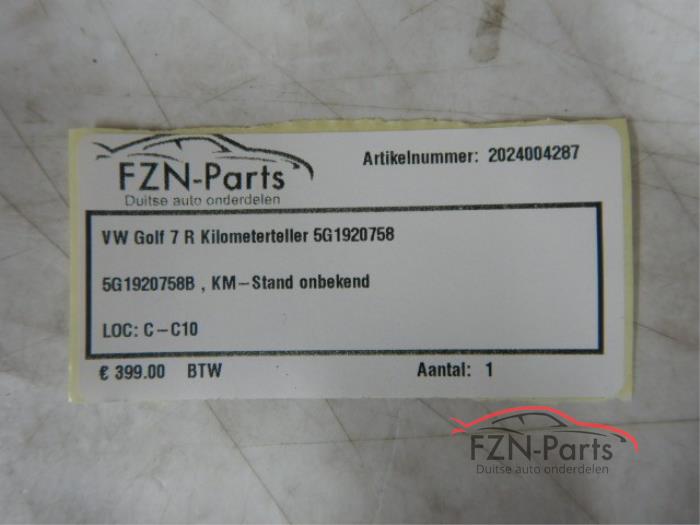 FZN-Parts
Duitse auto onderdelen
Artikelnummer: 2024004287
VW Golf 7 R Kilometerteller 5G1920758
5G1920758B , KM-Stand onbekend
LOC: C-C10
€ 399.00 BTW Aantal: 1
FZN-Parts
Duitse auto onderdelen